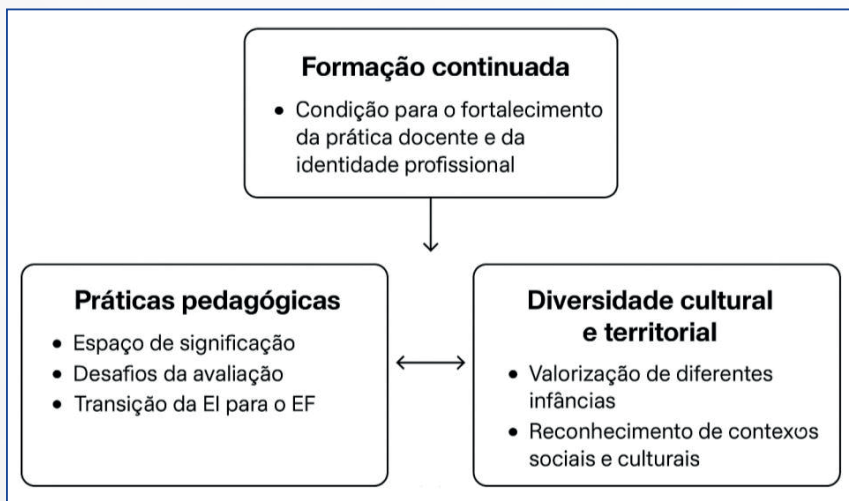 Formação continuada
• Condição para o fortalecimento
da prática docente e da
identidade profissional
Práticas pedagógicas
• Espaço de significação
• Desafios da avaliação
• Transição da EI para o EF
Diversidade cultural
e territorial
• Valorização de diferentes
infâncias
• Reconhecimento de
sociais e culturais